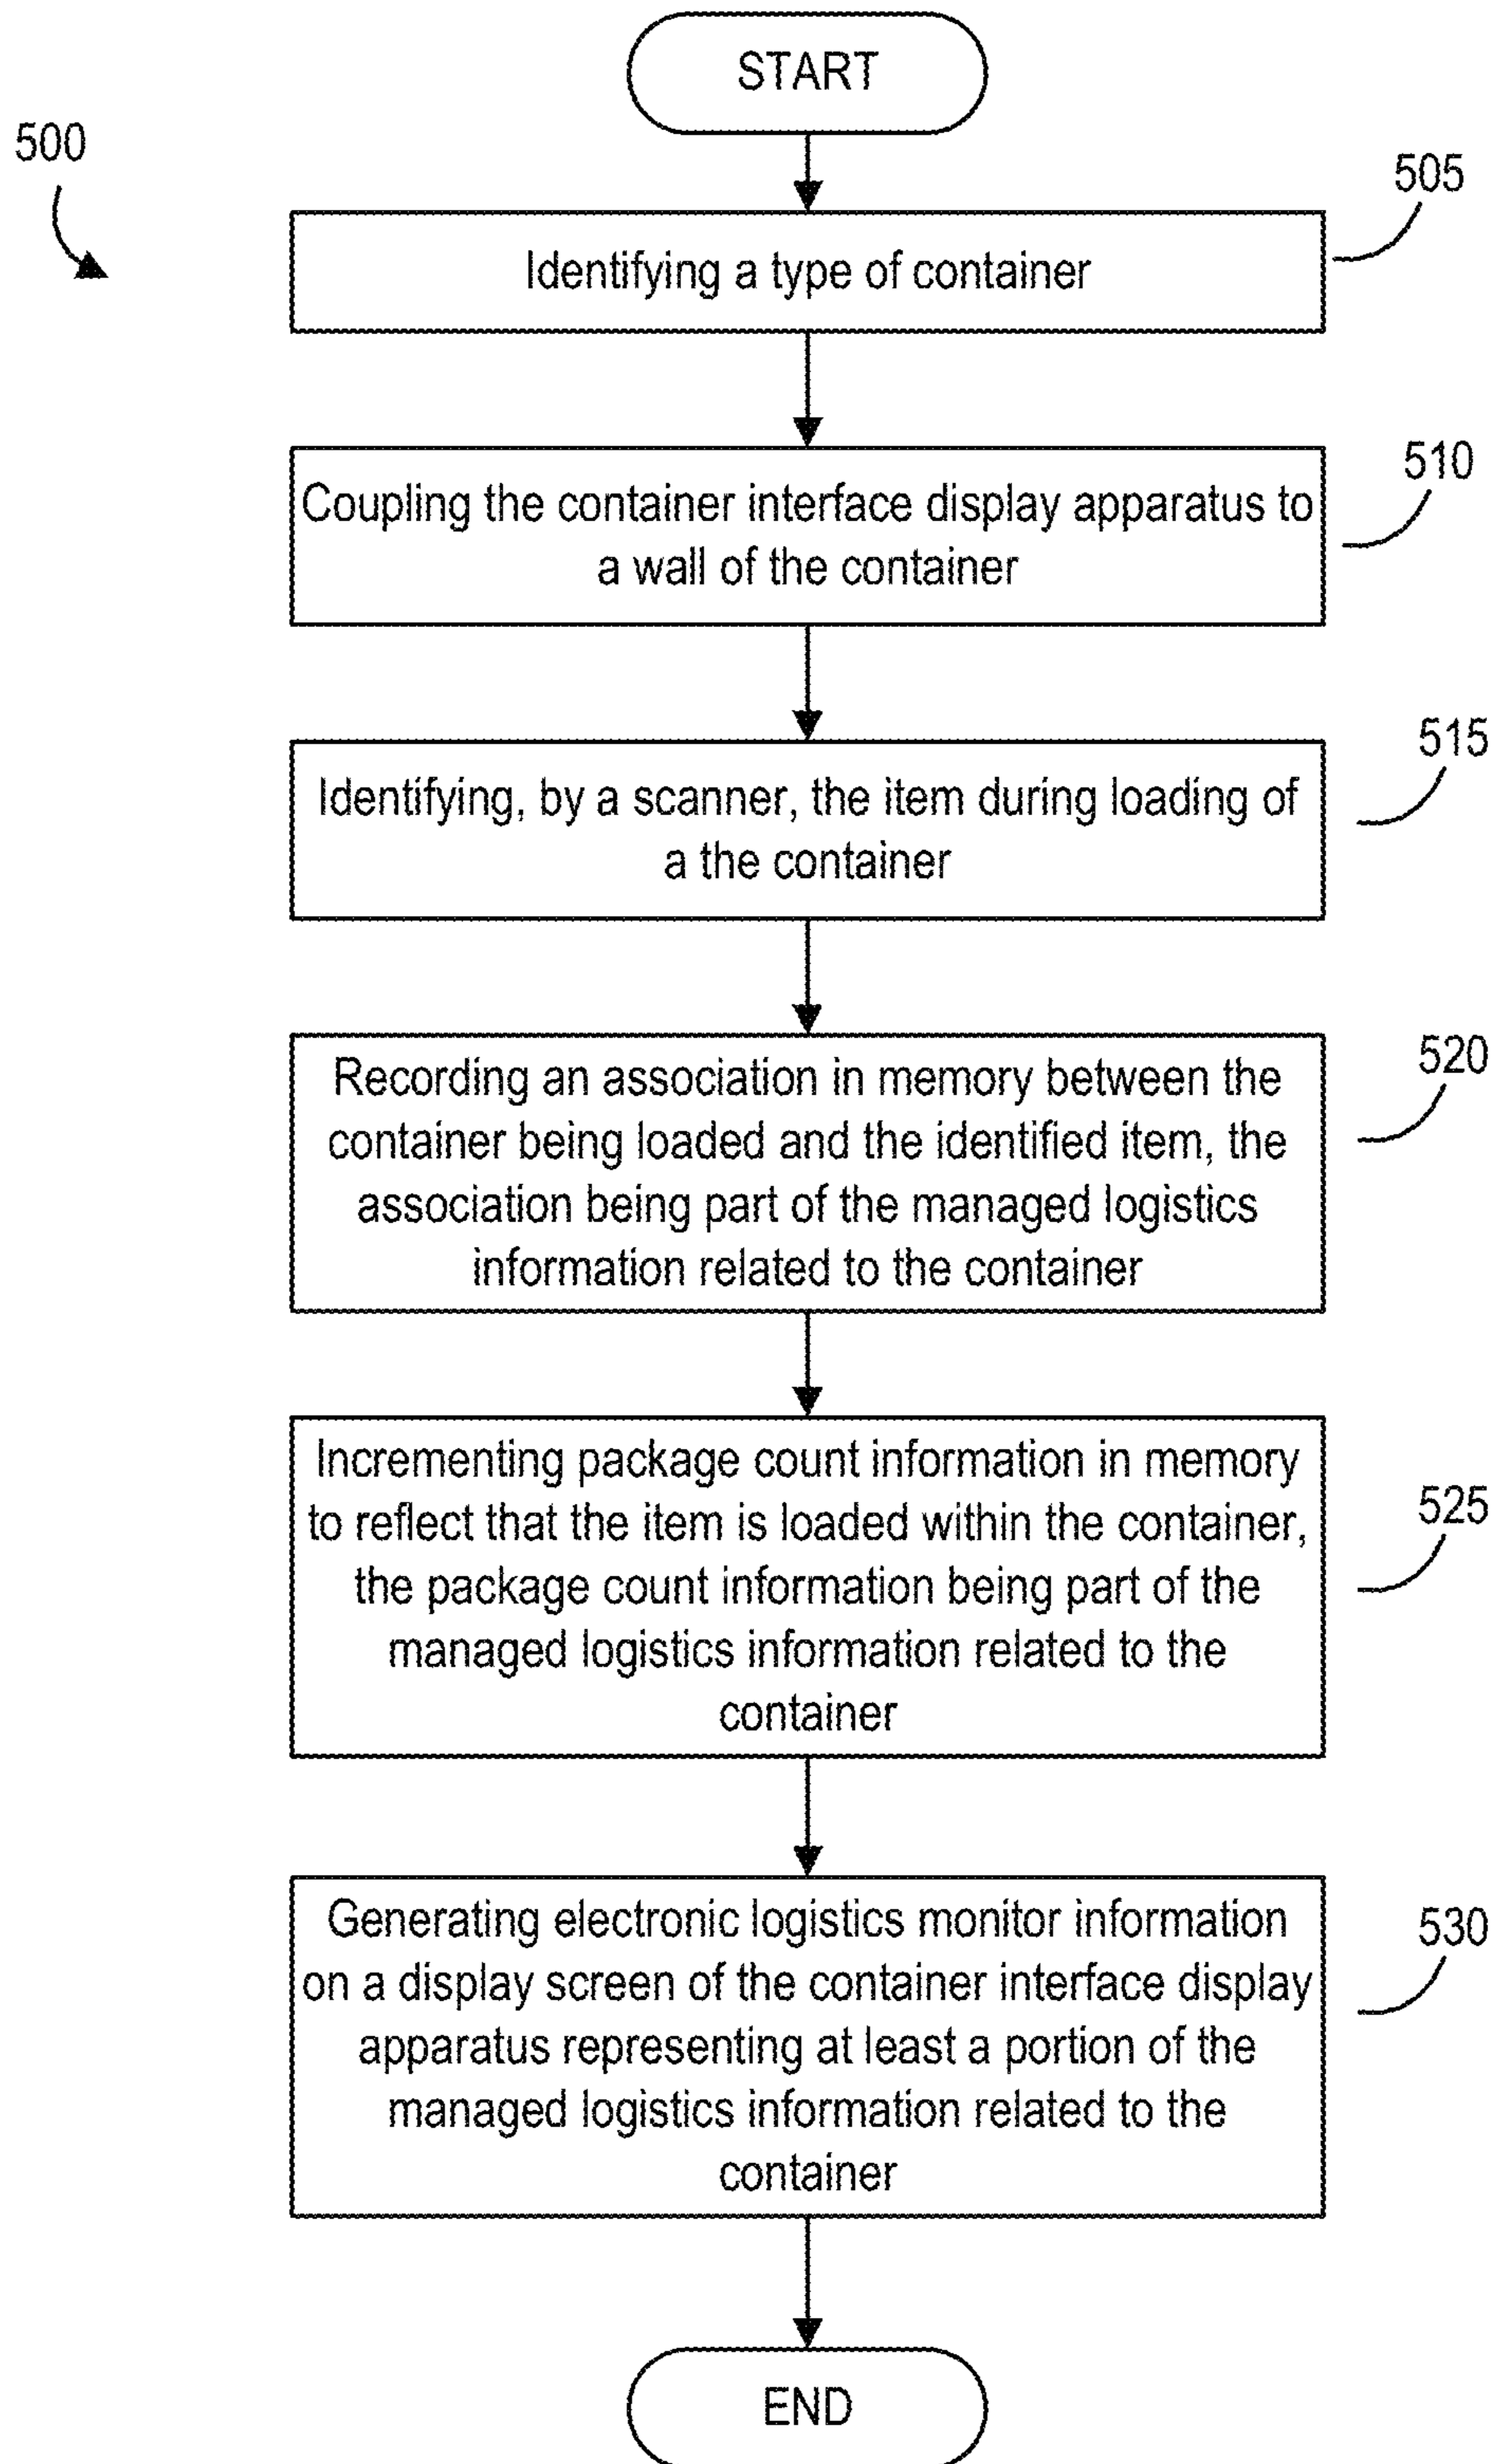 START
500
505
Identifying a type of container
510
Coupling the container interface display apparatus to
a wall of the container
515
Identifying, by a scanner, the item during loading of
a the container
520
Recording an association in memory between the
container being loaded and the identified item, the
association being part of the managed logistics
information related to the container
525
Incrementing package count information in memory
to reflect that the item is loaded within the container,
the package count information being part of the
managed logistics information related to the
container
530
Generating electronic logistics monitor information
on a display screen of the container interface display
apparatus representing at least a portion of the
managed logistics information related to the
container
END